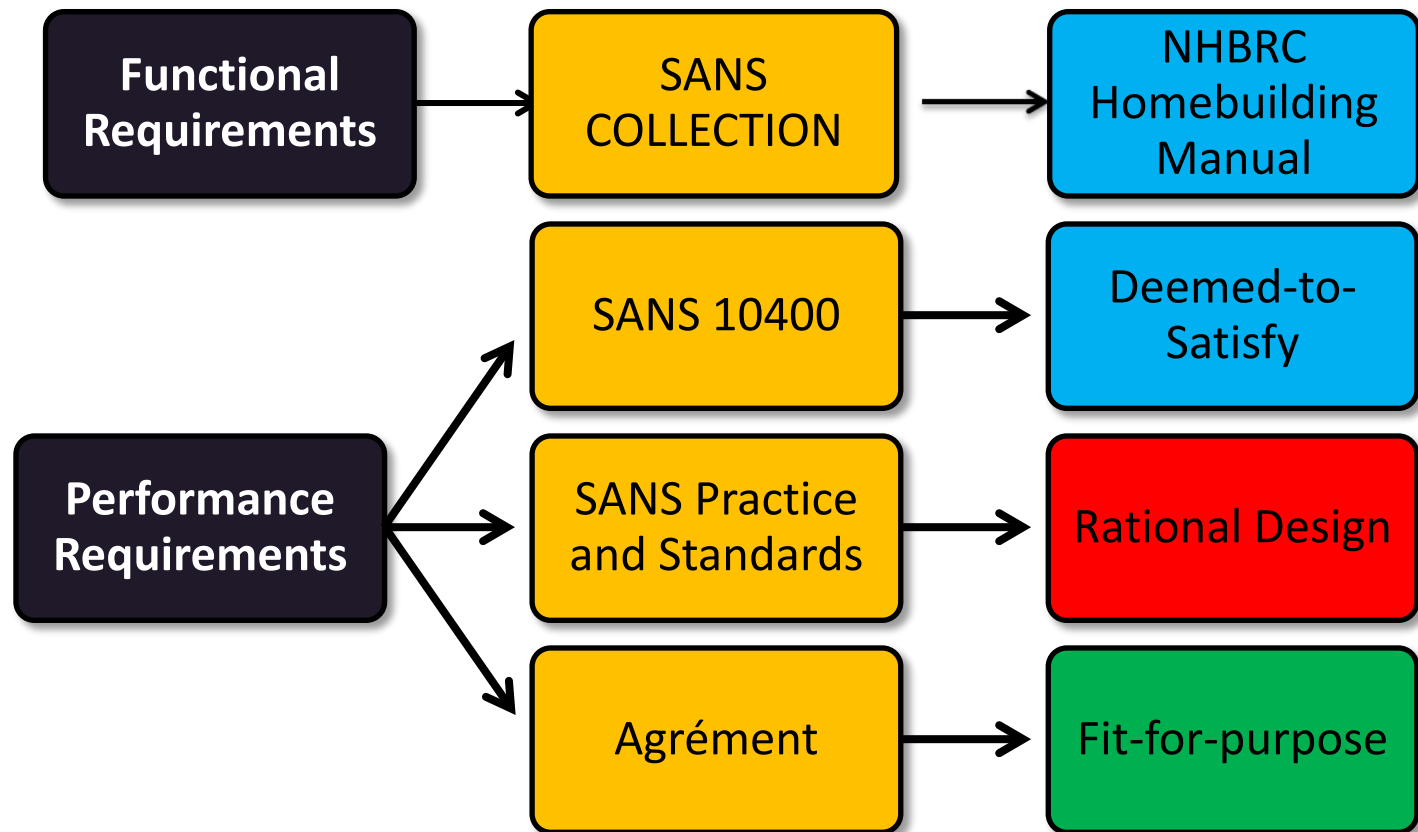 Functional
Requirements
SANS
COLLECTION
NHBRC
Homebuilding
Manual
SANS 10400
Deemed-to-
Satisfy
Performance
Requirements
SANS Practice
and Standards
Rational Design
Agrément
Fit-for-purpose